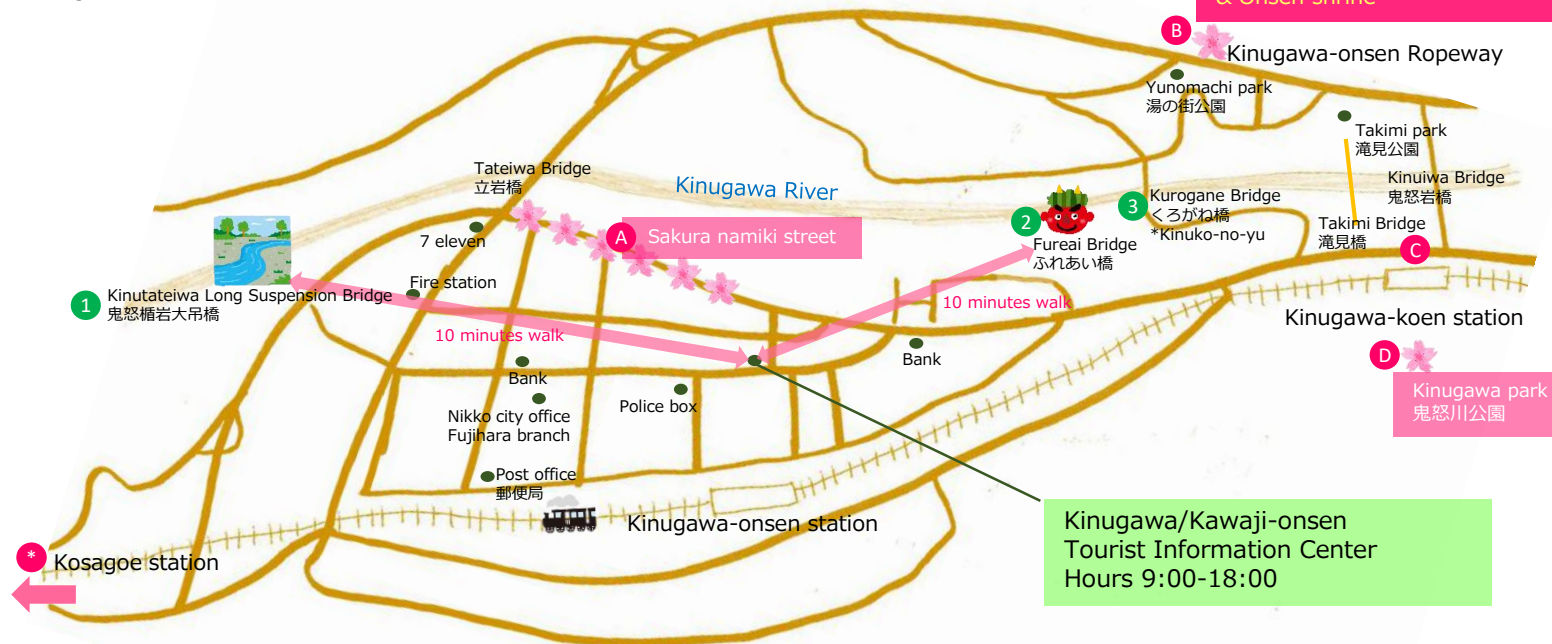 & Onsen shrine
B
Kinugawa-onsen Ropeway
Yunomachi park
湯の街公園
Takimi park
滝見公園
Tateiwa Bridge
立岩橋
Kinugawa River
Kinuiwa Bridge
鬼怒岩橋
3
Kurogane Bridge
くろがね橋
*Kinuko-no-yu
2
Fureai Bridge
ふれあい橋
Takimi Bridge
滝見橋
7 eleven
A
Sakura namiki street
C
Fire station
1
Kinutateiwa Long Suspension Bridge
鬼怒楯岩大吊橋
10 minutes walk
10 minutes walk
Kinugawa-koen station
Bank
Bank
D
Kinugawa park
鬼怒川公園
Nikko city office
Fujihara branch
Police box
Post office
郵便局
Kinugawa-onsen station
Kinugawa/Kawaji-onsen
Tourist Information Center
Hours 9:00-18:00
*
Kosagoe station